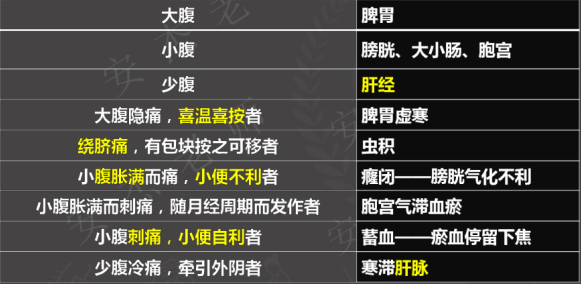 大腹 脾胃
小腹 膀胱、大小肠、胞宫
少腹 肝经
大腹隐痛，喜温喜按者 脾胃虚寒
绕脐痛，有包块按之可移者 虫积
小腹胀满而痛，小便不利者 癃闭——膀胱气化不利
小腹胀满而刺痛，随月经周期而发作者 胞宫气滞血瘀
小腹刺痛，小便自利者 蓄血——瘀血停留下焦
少腹冷痛，牵引外阴者 寒滞肝脉